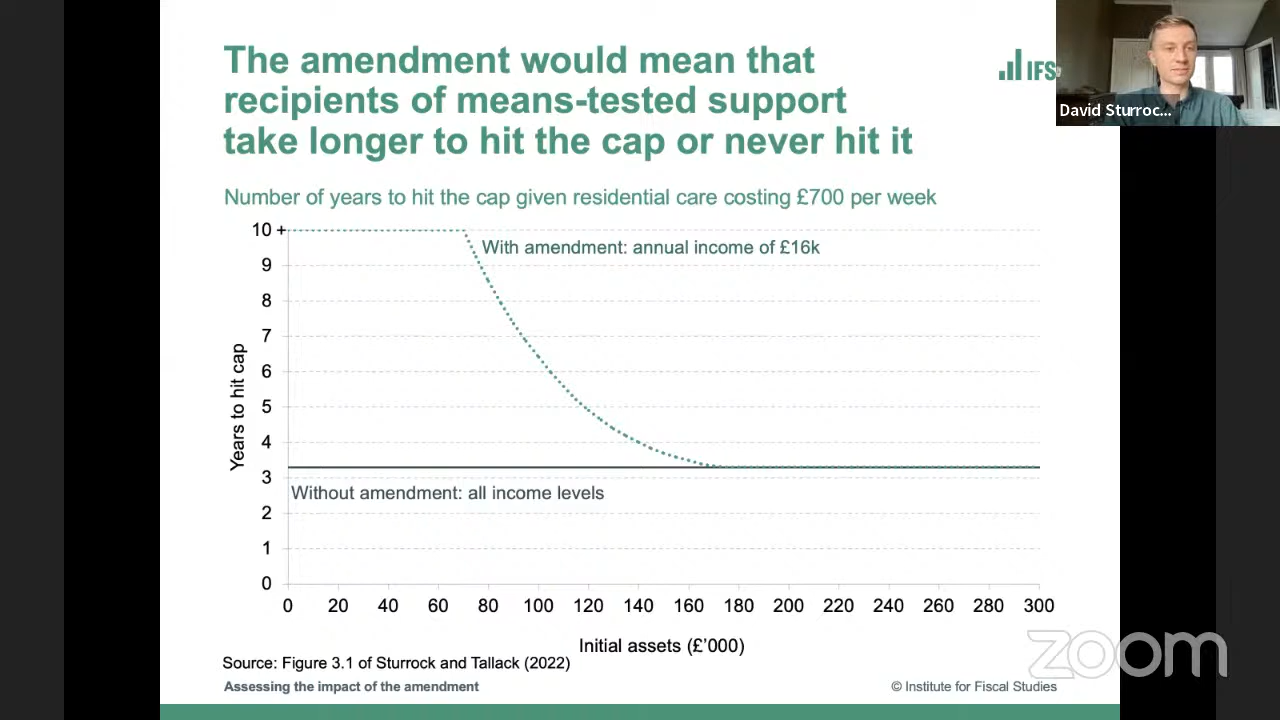 The amendment would mean that
recipients of means-tested support
take longer to hit the cap or never hit it
IFS
David Sturroc...
Number of years to hit the cap given residential care costing £700 per week
10 +
9
8
7
6
5
4
3
2
1
0
Years to hit cap
With amendment: annual income of £16k
Without amendment: all income levels
0 20 40 60 80 100 120 140 160 180 200 220 240 260 280 300
Initial assets (£'000)
Source: Figure 3.1 of Sturrock and Tallack (2022)
Assessing the impact of the amendment
© Institute for Fiscal Studies
zoom